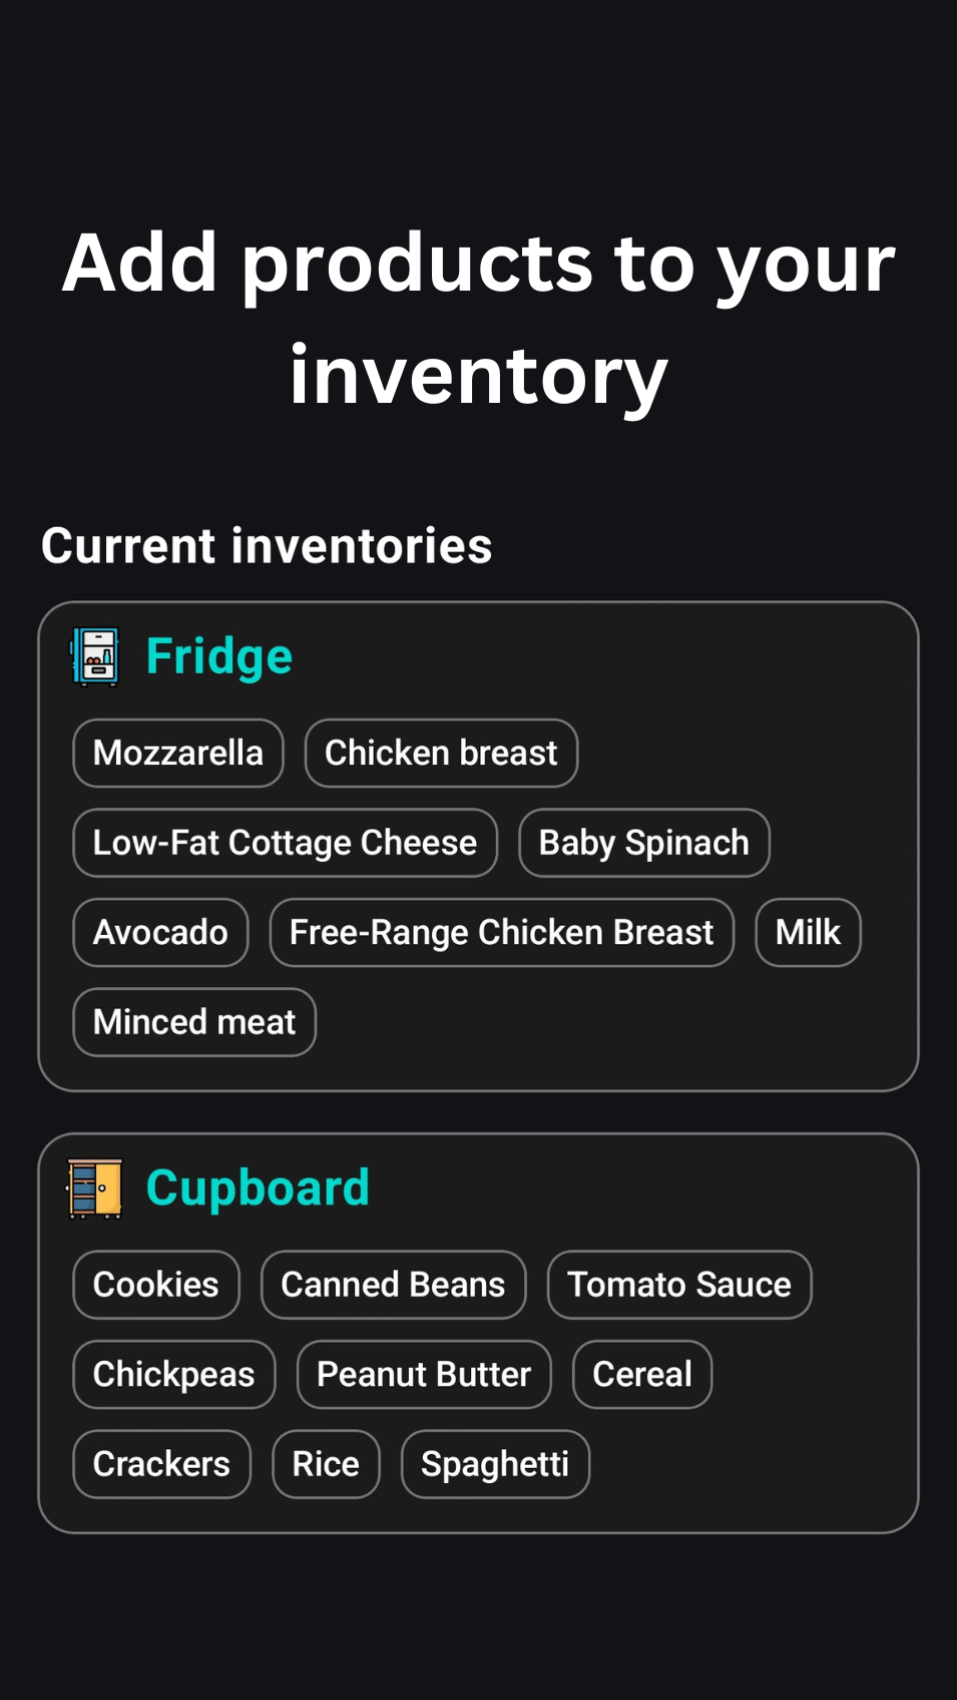 Add products to your
inventory
Current inventories
Fridge
Mozzarella Chicken breast
Low-Fat Cottage Cheese Baby Spinach
Avocado Free-Range Chicken Breast Milk
Minced meat
Cupboard
Cookies Canned Beans Tomato Sauce
Chickpeas Peanut Butter Cereal
Crackers Rice Spaghetti